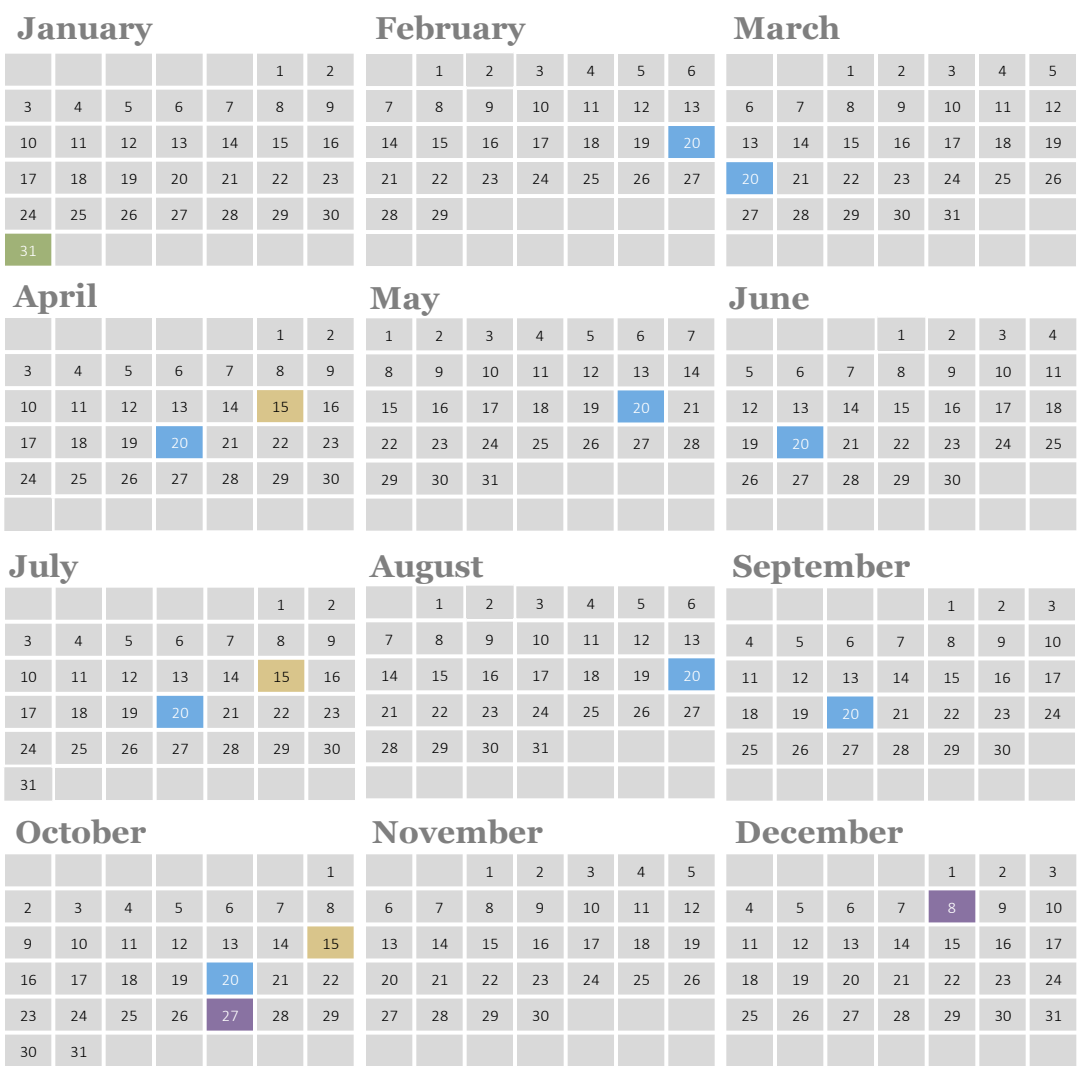 January
1 2
3 4 5 6 7 8 9
10 11 12 13 14 15 16
17 18 19 20 21 22 23
24 25 26 27 28 29 30
31
February
1 2 3 4 5 6
7 8 9 10 11 12 13
14 15 16 17 18 19 20
21 22 23 24 25 26 27
28 29
March
1 2 3 4 5
6 7 8 9 10 11 12
13 14 15 16 17 18 19
20 21 22 23 24 25 26
27 28 29 30 31
April
1 2
3 4 5 6 7 8 9
10 11 12 13 14 15 16
17 18 19 20 21 22 23
24 25 26 27 28 29 30
May
1 2 3 4 5 6 7
8 9 10 11 12 13 14
15 16 17 18 19 20 21
22 23 24 25 26 27 28
29 30 31
June
1 2 3 4
5 6 7 8 9 10 11
12 13 14 15 16 17 18
19 20 21 22 23 24 25
26 27 28 29 30
July
1 2
3 4 5 6 7 8 9
10 11 12 13 14 15 16
17 18 19 20 21 22 23
24 25 26 27 28 29 30
31
August
1 2 3 4 5 6
7 8 9 10 11 12 13
14 15 16 17 18 19 20
21 22 23 24 25 26 27
28 29 30 31
September
1 2 3
4 5 6 7 8 9 10
11 12 13 14 15 16 17
18 19 20 21 22 23 24
25 26 27 28 29 30
October
1
2 3 4 5 6 7 8
9 10 11 12 13 14 15
16 17 18 19 20 21 22
23 24 25 26 27 28 29
30 31
November
1 2 3 4 5
6 7 8 9 10 11 12
13 14 15 16 17 18 19
20 21 22 23 24 25 26
27 28 29 30
December
1 2 3
4 5 6 7 8 9 10
11 12 13 14 15 16 17
18 19 20 21 22 23 24
25 26 27 28 29 30 31